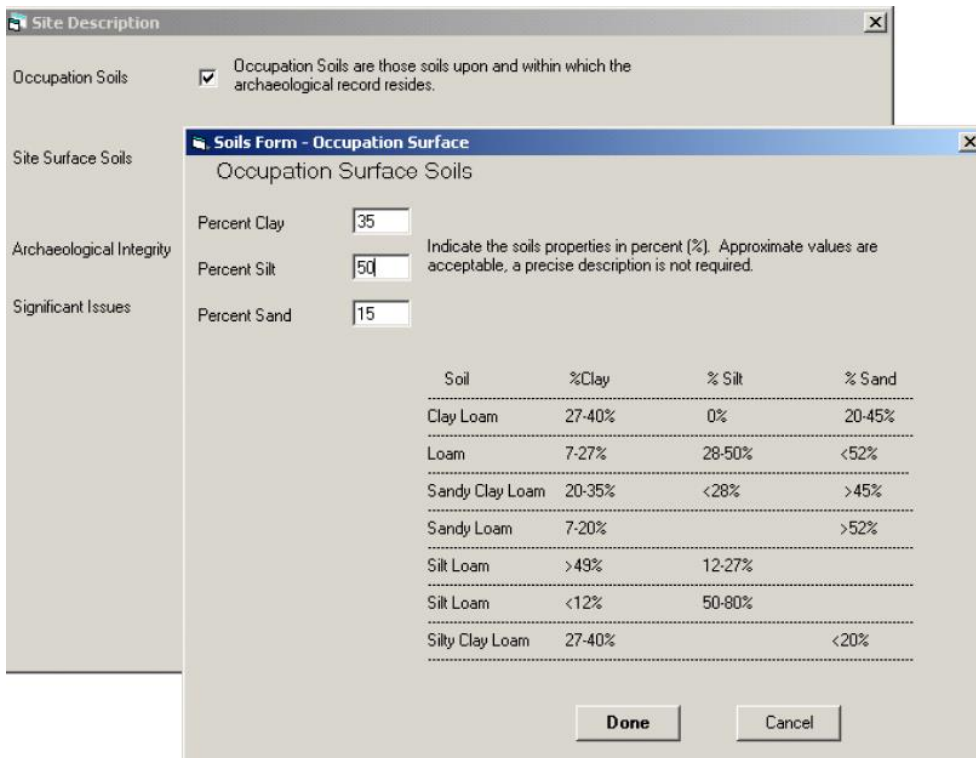 Site Description
Occupation Soils
Occupation Soils are those soils upon and within which the
archaeological record resides.
Site Surface Soils
Archaeological Integrity
Significant Issues
Soils Form - Occupation Surface
Occupation Surface Soils
Percent Clay 35
Percent Silt 50
Percent Sand 15
Indicate the soils properties in percent (%). Approximate values are
acceptable, a precise description is not required.
Soil %Clay % Silt % Sand
Clay Loam 27-40% 0% 20-45%
Loam 7-27% 28-50% <52%
Sandy Clay Loam 20-35% <28% >45%
Sandy Loam 7-20% >52%
Silt Loam >49% 12-27%
Silt Loam <12% 50-80%
Silty Clay Loam 27-40% <20%
Done Cancel